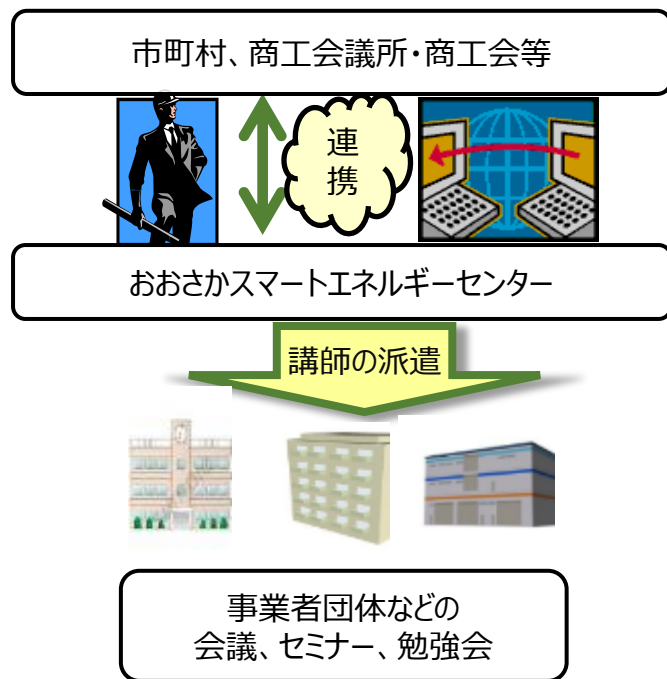 市町村、商工会議所・商工会等
連
携
おおさかスマートエネルギーセンター
講師の派遣
事業者団体などの
会議、セミナー、勉強会